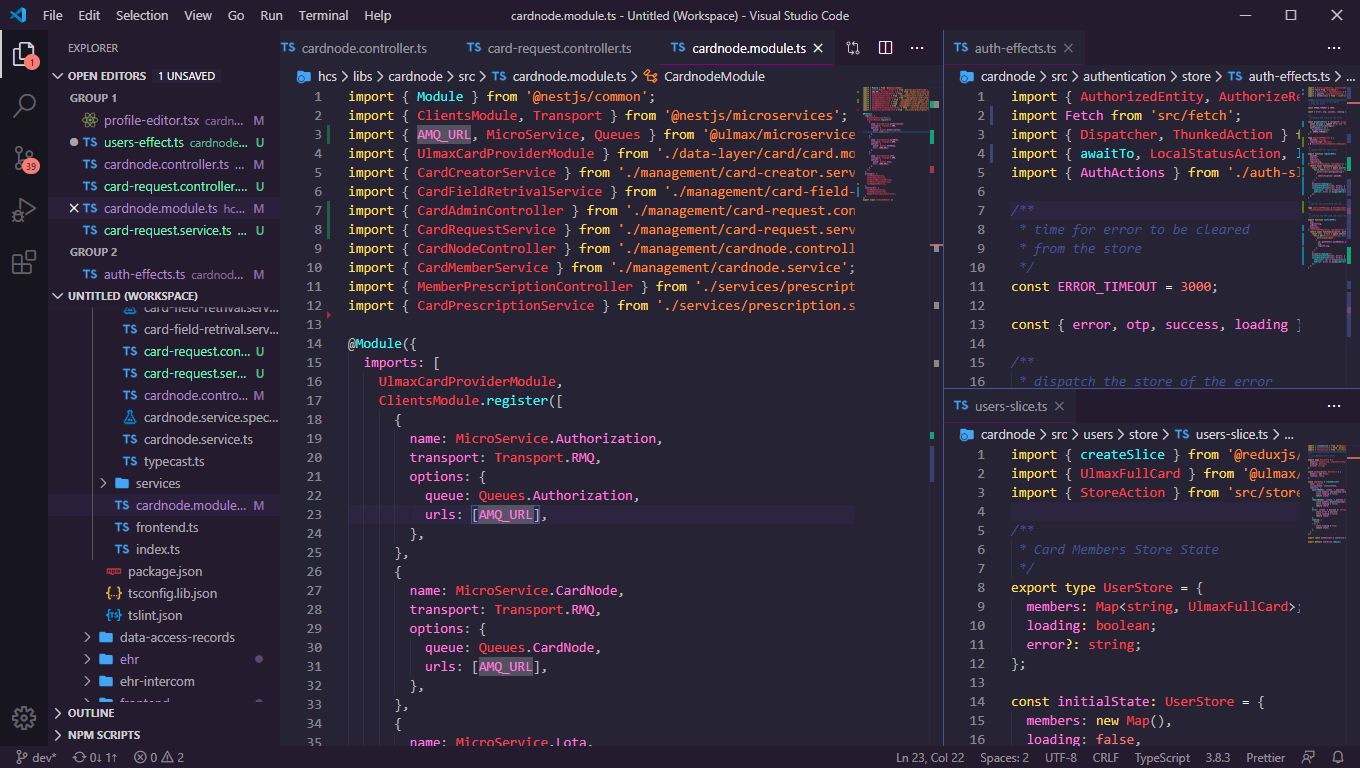 File Edit Selection View Go Run Terminal Help
cardnode.module.ts - Untitled (Workspace) - Visual Studio Code
1
39
EXPLORER
OPEN EDITORS 1 UNSAVED
GROUP 1
profile-editor.tsx cardn... M
TS users-effect.ts cardnode... U
TS cardnode.controller.ts ... M
TS card-request.controller.... U
TS cardnode.module.ts hc... M
TS card-request.service.ts ... U
GROUP 2
TS auth-effects.ts cardnod... M
UNTITLED (WORKSPACE)
card-field-retrival.serv...
TS card-field-retrival.serv...
TS card-request.con... U
TS card-request.ser... U
TS cardnode.contro... M
cardnode.service.spec...
TS cardnode.service.ts
TS typecast.ts
services
TS cardnode.module... M
TS frontend.ts
TS index.ts
package.json
tsconfig.lib.json
tslint.json
data-access-records
ehr
ehr-intercom
frontend
OUTLINE
NPM SCRIPTS
TS cardnode.controller.ts TS card-request.controller.ts TS cardnode.module.ts
hcs > libs > cardnode > src > TS cardnode.module.ts > CardnodeModule
1 import { Module } from '@nestjs/common';
2 import { ClientsModule, Transport } from '@nestjs/microservices';
3 import { AMQ_URL, MicroService, Queues } from '@ulmax/microservice
4 import { UlmaxCardProviderModule } from './data-layer/card/card.mo
5 import { CardCreatorService } from './management/card-creator.serv
6 import { CardFieldRetrivalService } from './management/card-field-
7 import { CardAdminController } from './management/card-request.con
8 import { CardRequestService } from './management/card-request.serv
9 import { CardNodeController } from './management/cardnode.controll
10 import { CardMemberService } from './management/cardnode.service';
11 import { MemberPrescriptionController } from './services/prescript
12 import { CardPrescriptionService } from './services/prescription.s
13
14 @Module({
15 imports: [
16 UlmaxCardProviderModule,
17 ClientsModule.register([
18 {
19 name: MicroService.Authorization,
20 transport: Transport.RMQ,
21 options: {
22 queue: Queues.Authorization,
23 urls: [AMQ_URL],
24 },
25 },
26 {
27 name: MicroService.CardNode,
28 transport: Transport.RMQ,
29 options: {
30 queue: Queues.CardNode,
31 urls: [AMQ_URL],
32 },
33 },
34 {
35 name: MicroService.Lota,
TS auth-effects.ts
cardnode > src > authentication > store > TS auth-effects.ts > ...
1 import { AuthorizedEntity, AuthorizeRe
2 import Fetch from 'src/fetch';
3 import { Dispatcher, ThunkedAction } f
4 import { awaitTo, LocalStatusAction,
5 import { AuthActions } from './auth-sl
6
7 /**
8 * time for error to be cleared
9 * from the store
10 */
11 const ERROR_TIMEOUT = 3000;
12
13 const { error, otp, success, loading }
14
15 /**
16 * dispatch the store of the error
TS users-slice.ts
cardnode > src > users > store > TS users-slice.ts > ...
1 import { createSlice } from '@reduxjs/
2 import { UlmaxFullCard } from '@ulmax/
3 import { StoreAction } from 'src/store
4
5 /**
6 * Card Members Store State
7 */
8 export type UserStore = {
9 members: Map<string, UlmaxFullCard>;
10 loading: boolean;
11 error?: string;
12 };
13
14 const initialState: UserStore = {
15 members: new Map(),
16 loading: false,
dev* 0↓ 1↑ 0 2
Ln 23, Col 22 Spaces: 2 UTF-8 CRLF TypeScript 3.8.3 Prettier